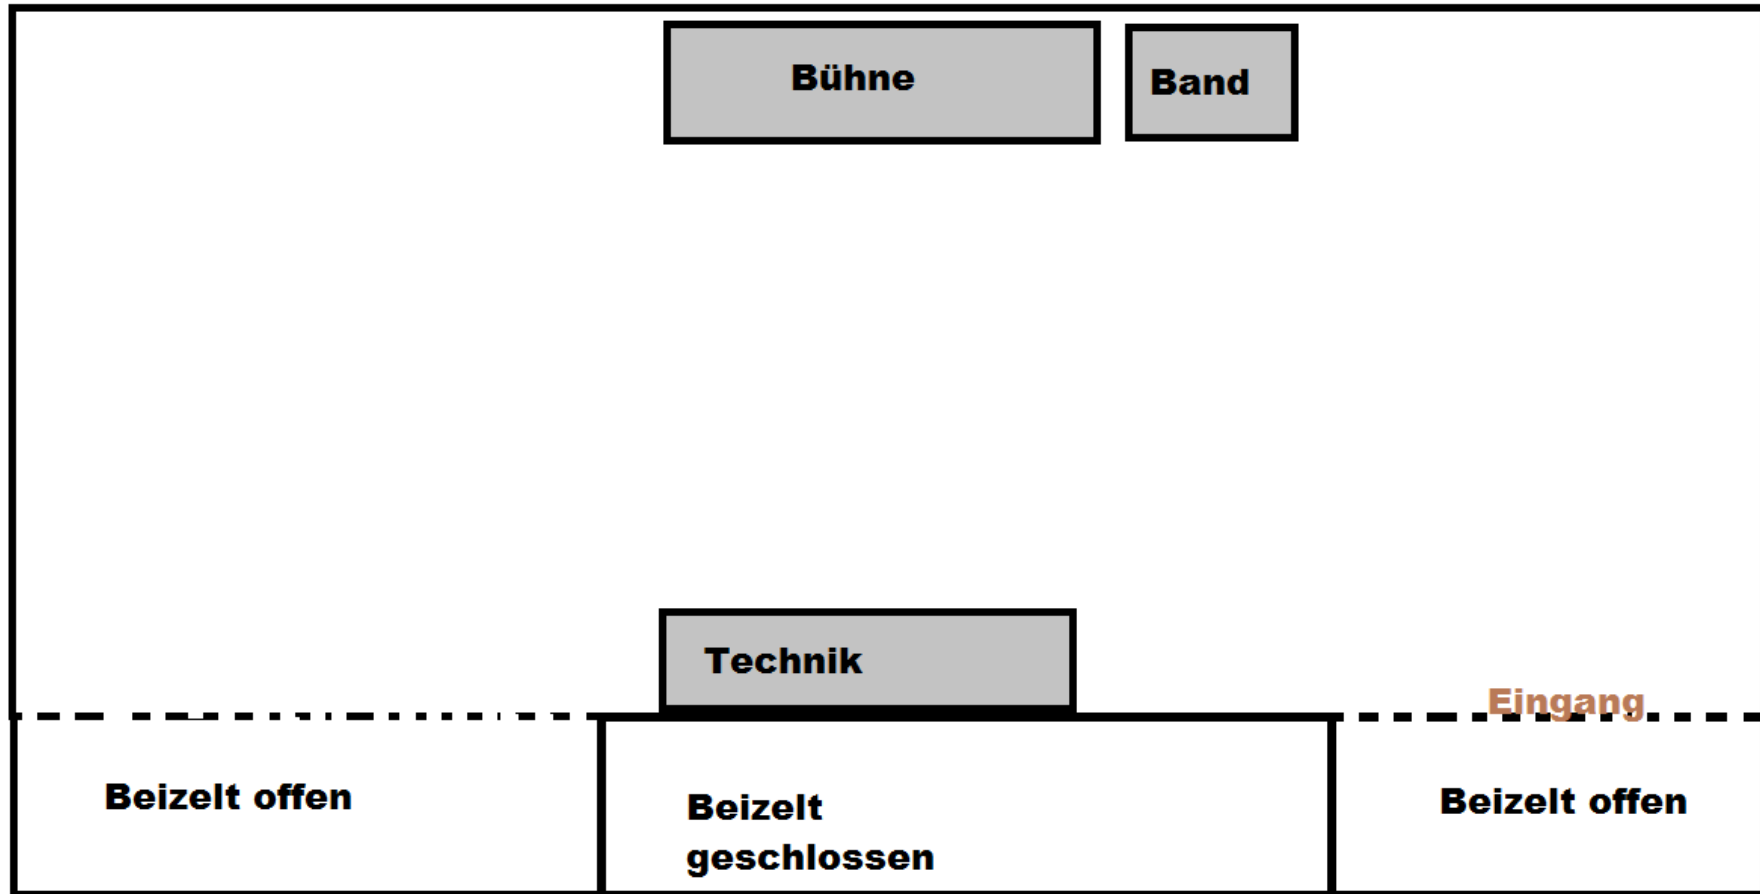 Bühne
Band
Technik
Eingang
Beizelt offen
Beizelt
geschlossen
Beizelt offen